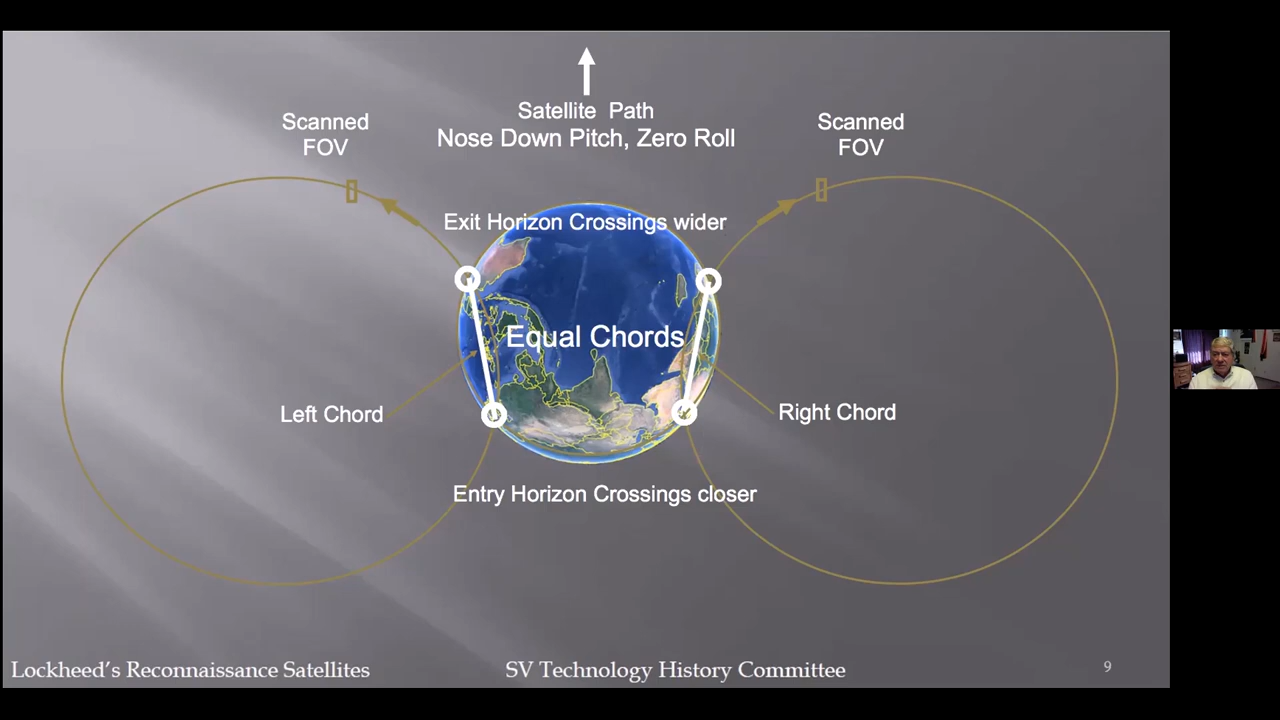 Satellite Path
Nose Down Pitch, Zero Roll
Scanned
FOV
Scanned
FOV
Exit Horizon Crossings wider
Equal Chords
Left Chord
Right Chord
Entry Horizon Crossings closer
Lockheed's Reconnaissance Satellites
SV Technology History Committee
9